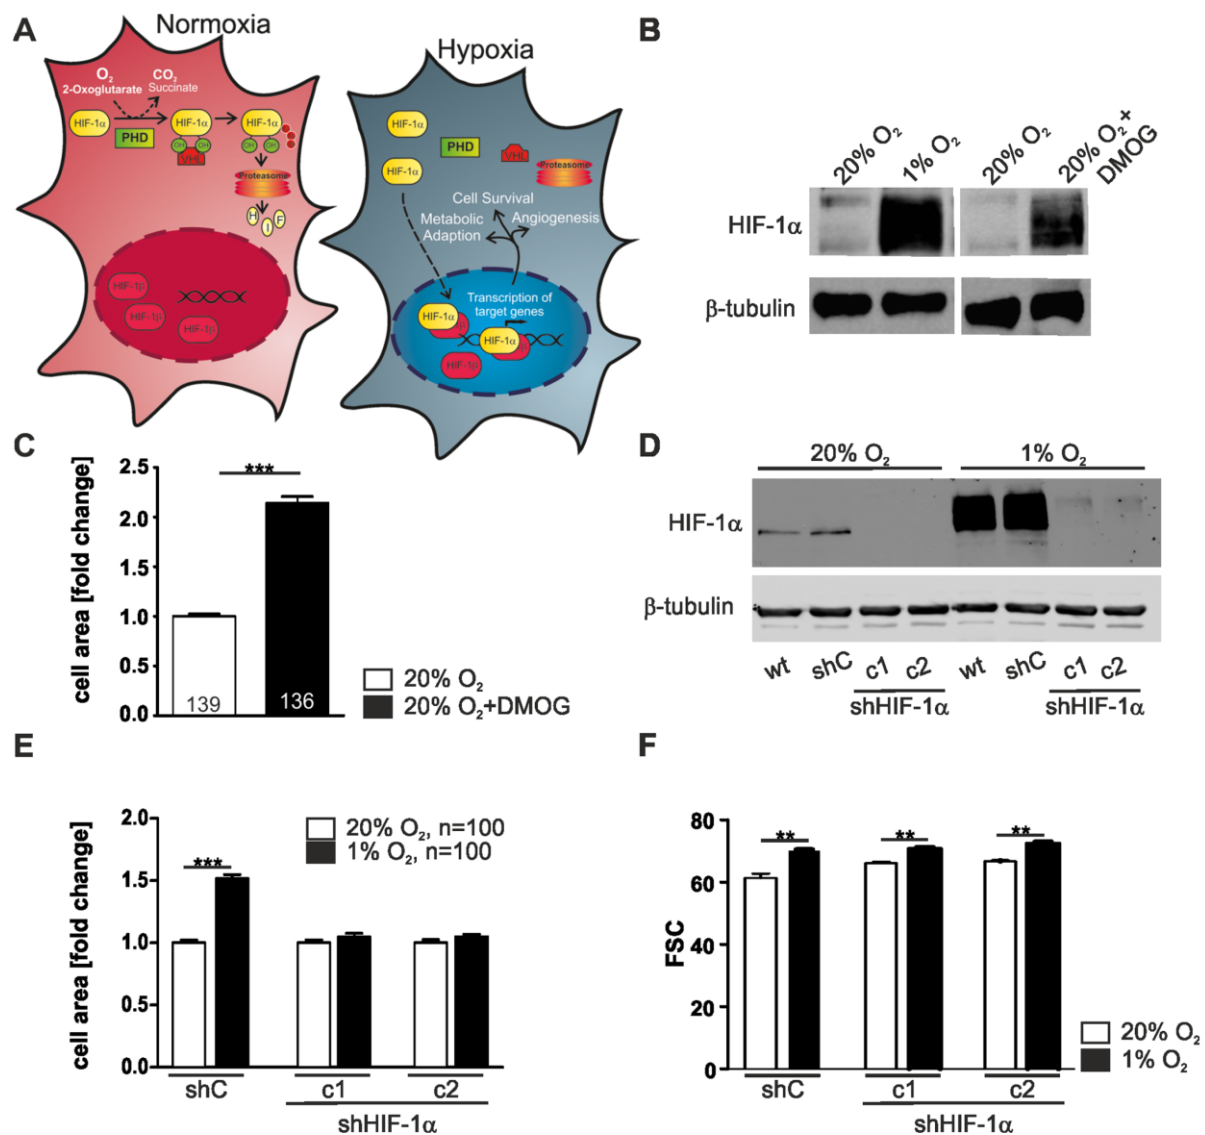 A
Normoxia
O₂
CO₂
2-Oxoglutarate
Succinate
HIF-1α
HIF-1α
HIF-1α
PHD
OH
OH
VHL
OH
OH
Proteasome
H
I
F
HIF-1β
HIF-1β
HIF-1β
Hypoxia
HIF-1α
PHD
VHL
Proteasome
HIF-1α
Cell Survival
Metabolic
Adaption
Angiogenesis
Transcription of
target genes
HIF-1α
β
HIF-1α
β
HIF-1β
B
20% O₂
1% O₂
20% O₂
20% O₂+
DMOG
HIF-1α
β-tubulin
C
cell area [fold change]
2.5
2.0
1.5
1.0
0.5
0.0
***
139
136
20% O₂
20% O₂+DMOG
D
20% O₂
1% O₂
HIF-1α
β-tubulin
wt
shC
c1
c2
wt
shC
c1
c2
shHIF-1α
shHIF-1α
E
cell area [fold change]
2.0
1.5
1.0
0.5
0.0
20% O₂, n=100
1% O₂, n=100
***
shC
c1
c2
shHIF-1α
F
FSC
80
60
40
20
0
**
**
**
20% O₂
1% O₂
shC
c1
c2
shHIF-1α